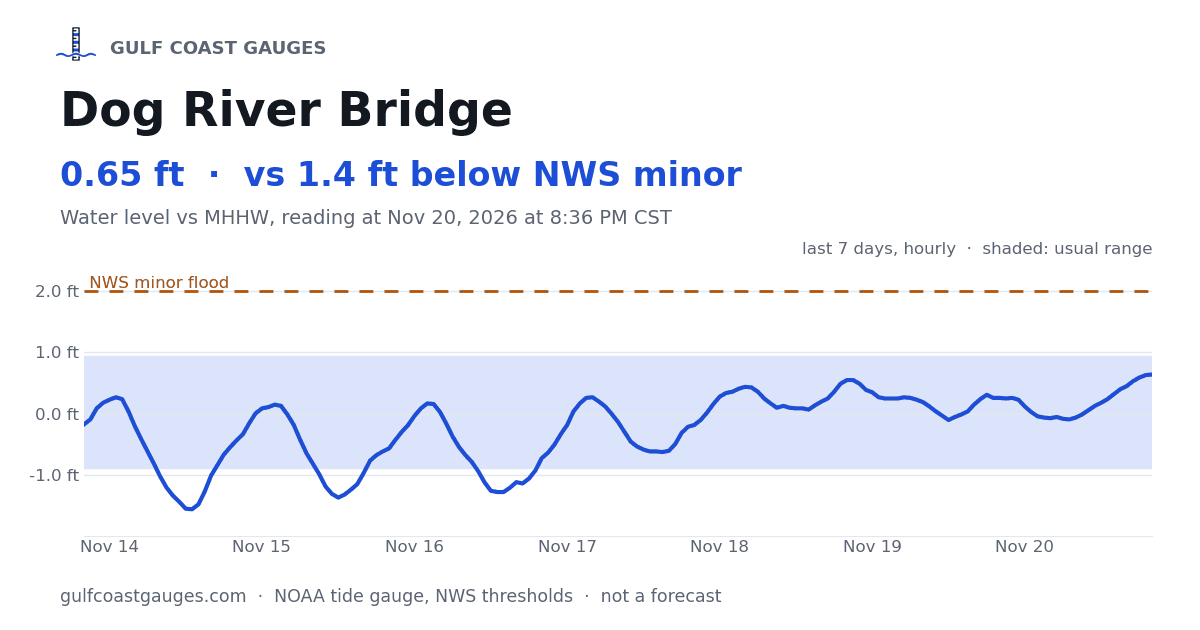 GULF COAST GAUGES
Dog River Bridge
0.65 ft · vs 1.4 ft below NWS minor
Water level vs MHHW, reading at Nov 20, 2026 at 8:36 PM CST
last 7 days, hourly · shaded: usual range
NWS minor flood
2.0 ft
1.0 ft
0.0 ft
-1.0 ft
Nov 14 Nov 15 Nov 16 Nov 17 Nov 18 Nov 19 Nov 20
gulfcoastgauges.com · NOAA tide gauge, NWS thresholds · not a forecast